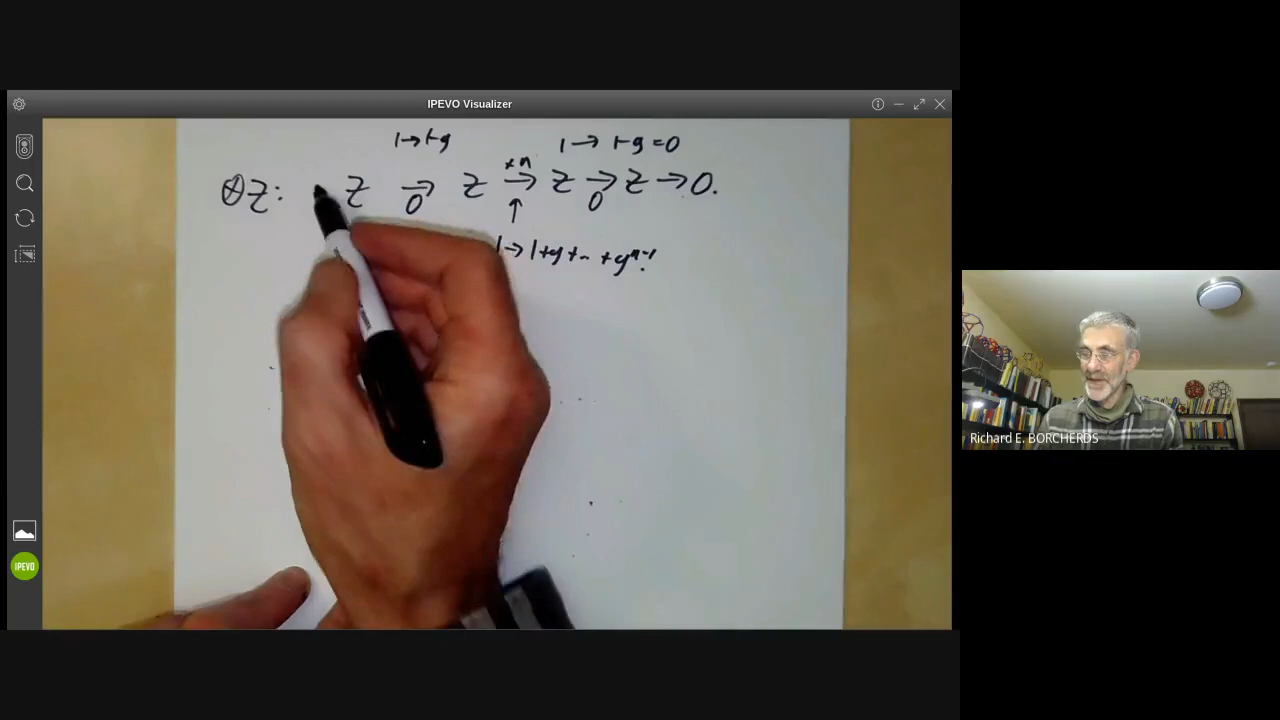 IPEVO Visualizer
1→1-g 1→1-g=0
×n
⊗Z: Z → Z → Z → Z → 0.
0 0
↑
1→1+g+..+g^{n-1}.
IPEVO
Richard E. BORCHERDS